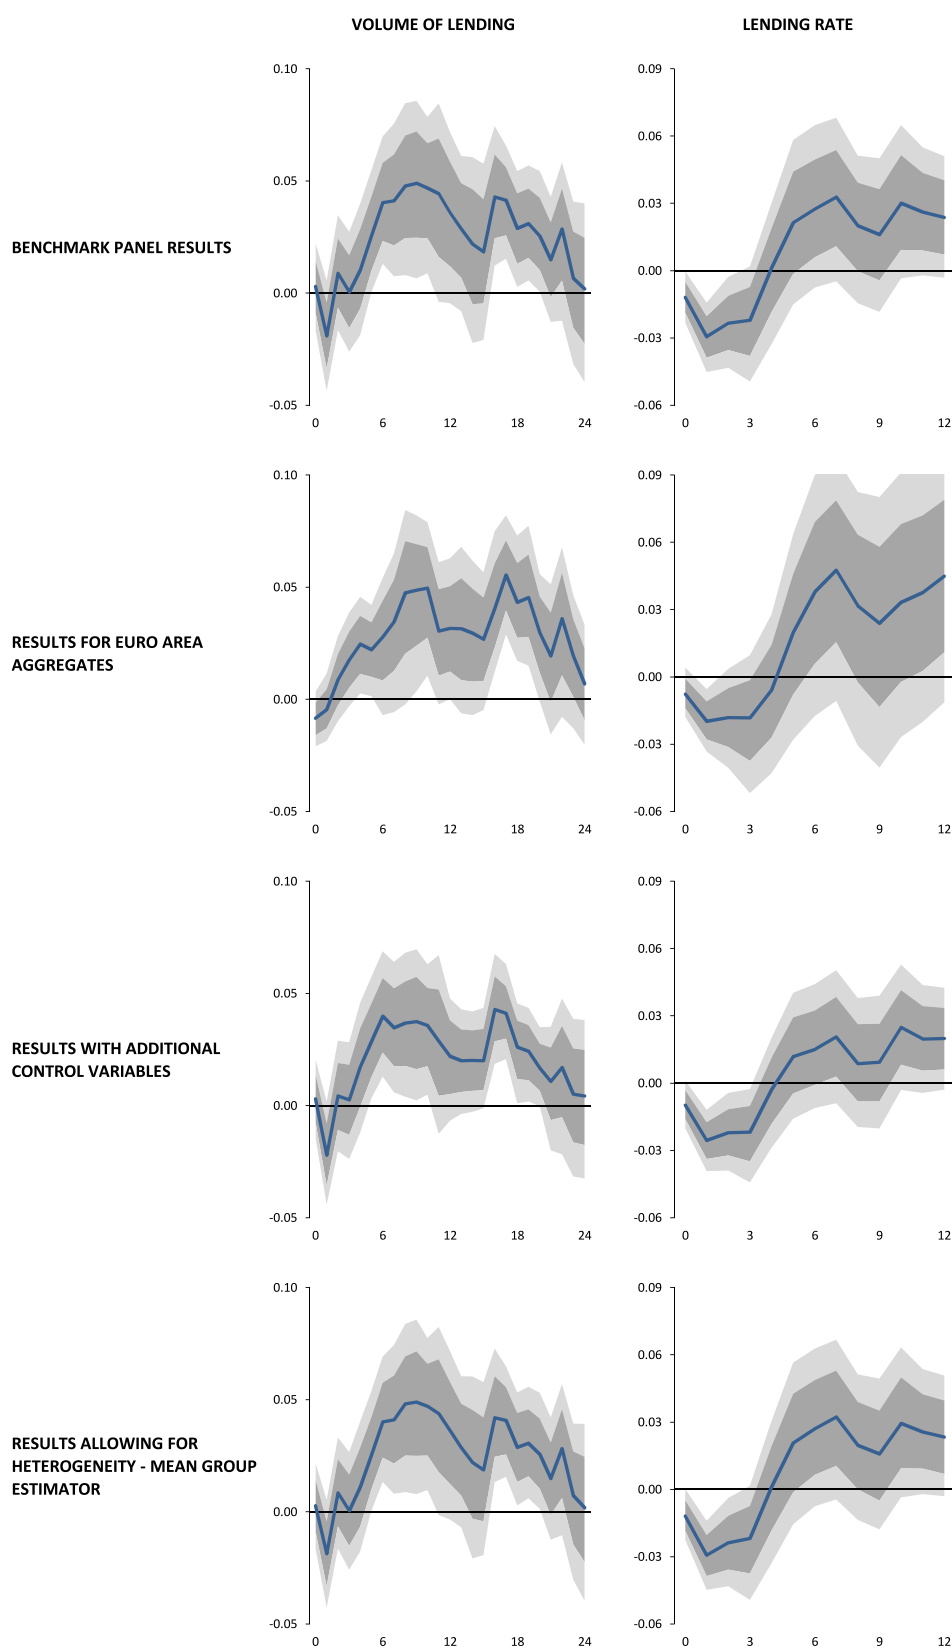 VOLUME OF LENDING
LENDING RATE
BENCHMARK PANEL RESULTS
0.10
0.05
0.00
-0.05
0 6 12 18 24
0.09
0.06
0.03
0.00
-0.03
-0.06
0 3 6 9 12
RESULTS FOR EURO AREA
AGGREGATES
0.10
0.05
0.00
-0.05
0 6 12 18 24
0.09
0.06
0.03
0.00
-0.03
-0.06
0 3 6 9 12
RESULTS WITH ADDITIONAL
CONTROL VARIABLES
0.10
0.05
0.00
-0.05
0 6 12 18 24
0.09
0.06
0.03
0.00
-0.03
-0.06
0 3 6 9 12
RESULTS ALLOWING FOR
HETEROGENEITY - MEAN GROUP
ESTIMATOR
0.10
0.05
0.00
-0.05
0 6 12 18 24
0.09
0.06
0.03
0.00
-0.03
-0.06
0 3 6 9 12